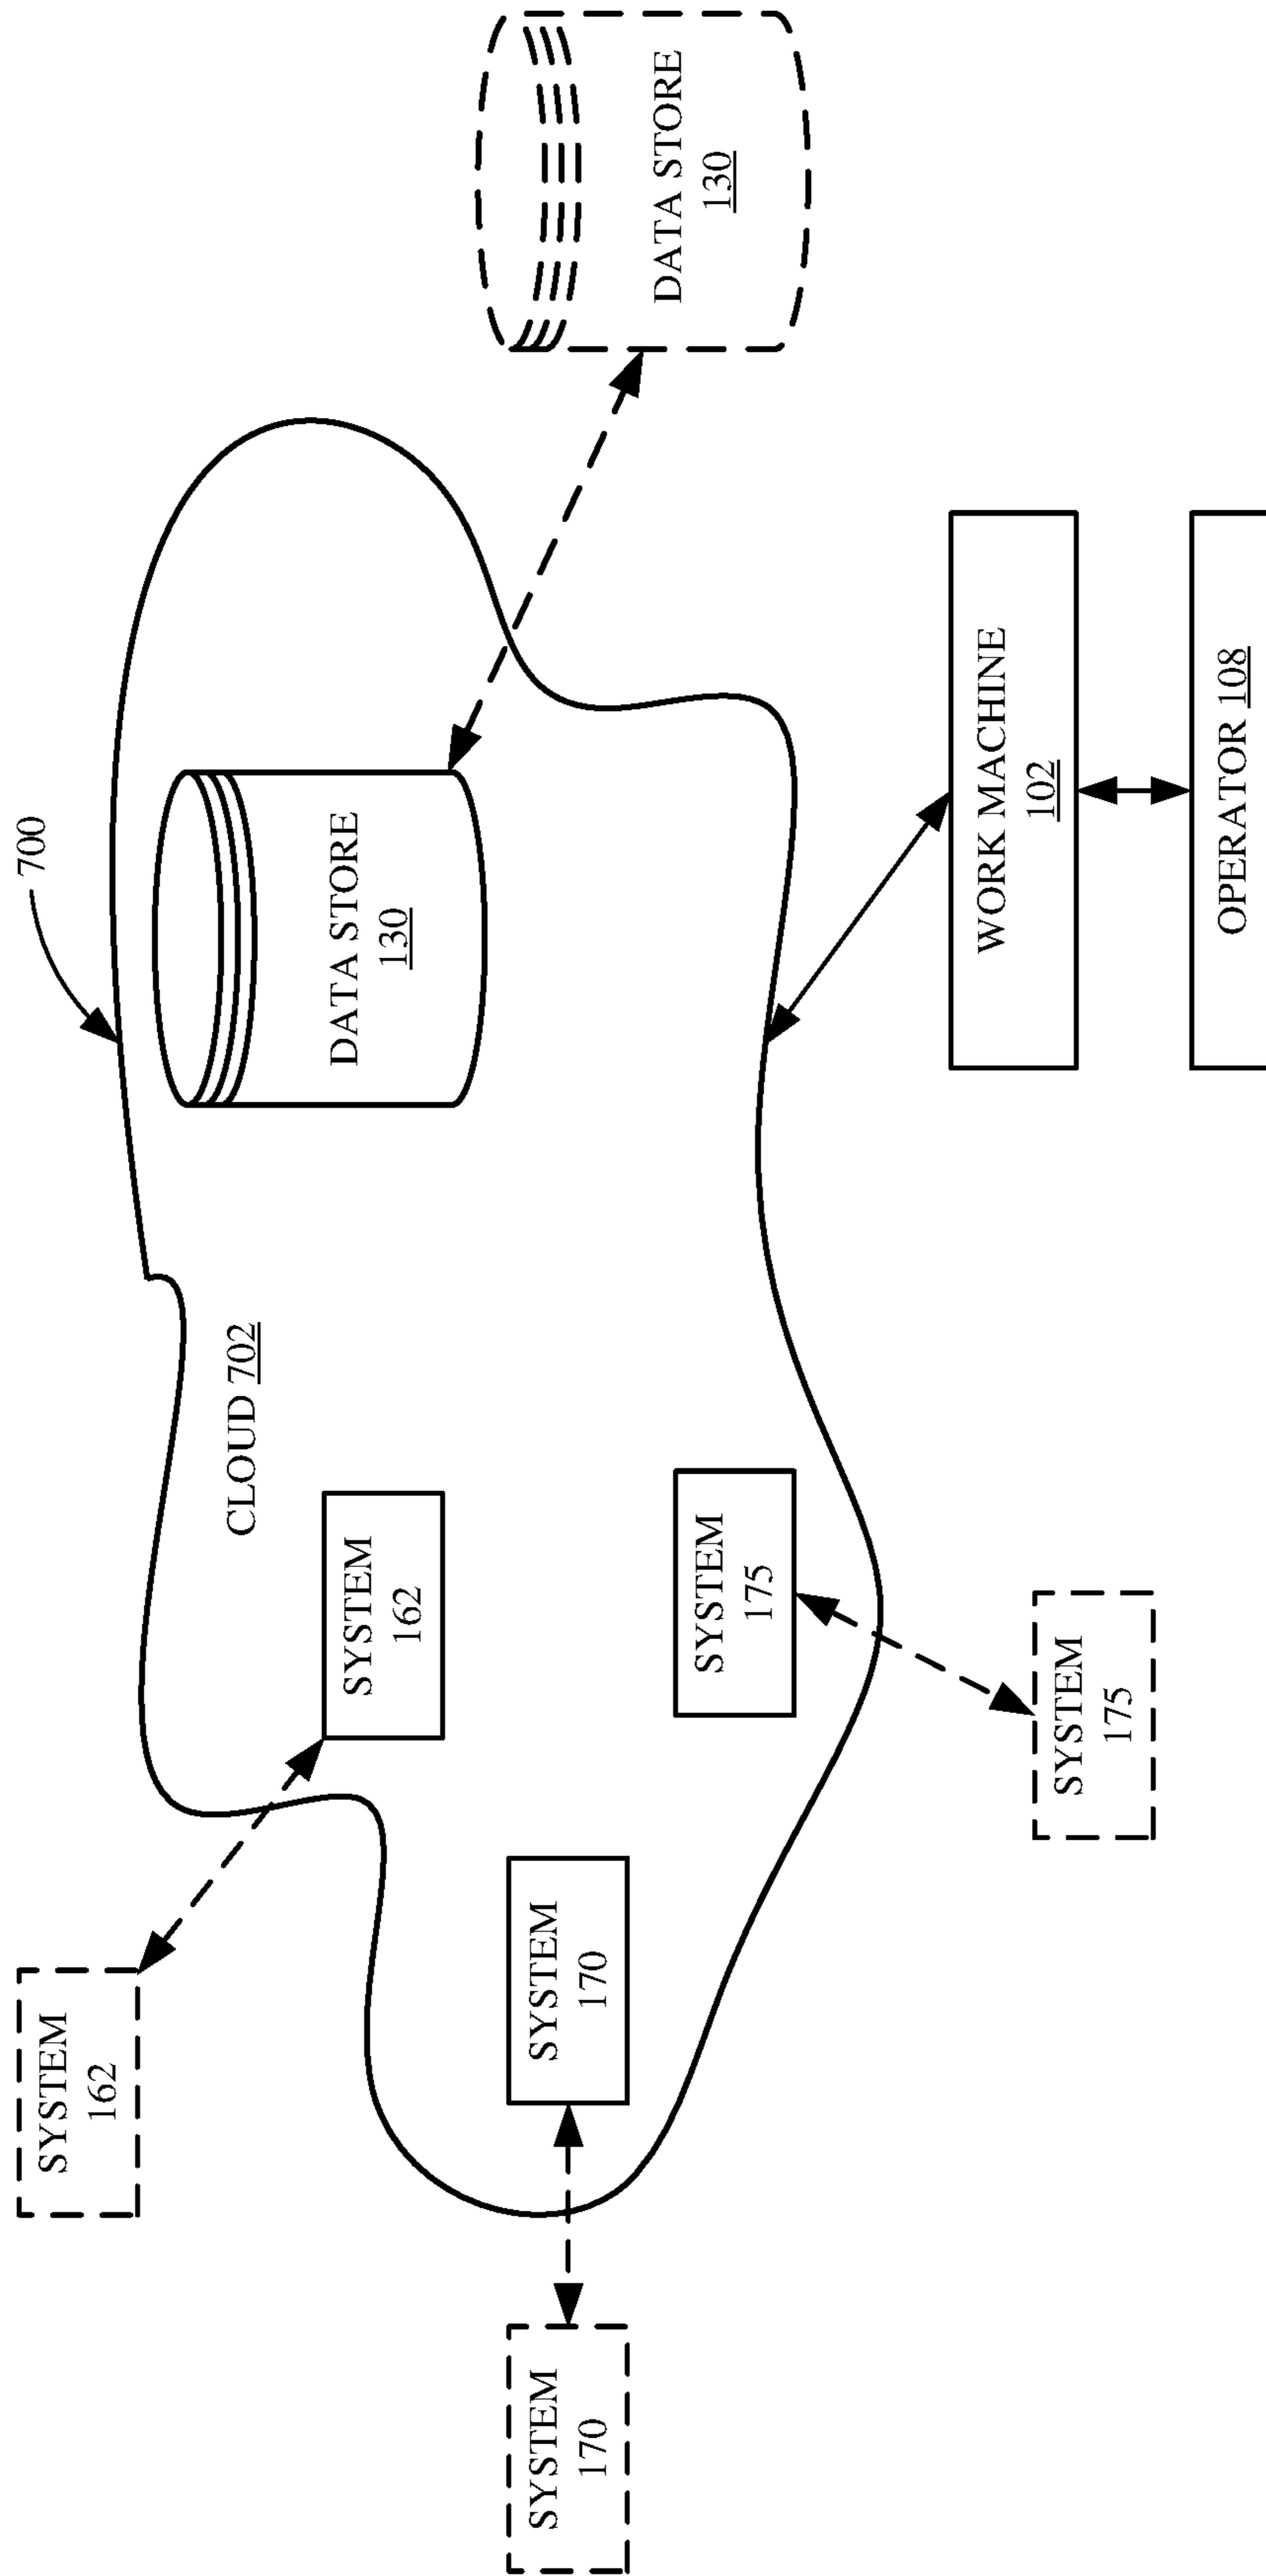 700
SYSTEM
162
CLOUD 702
DATA STORE
130
SYSTEM
162
SYSTEM
170
SYSTEM
170
SYSTEM
175
DATA STORE
130
SYSTEM
175
WORK MACHINE
102
OPERATOR 108